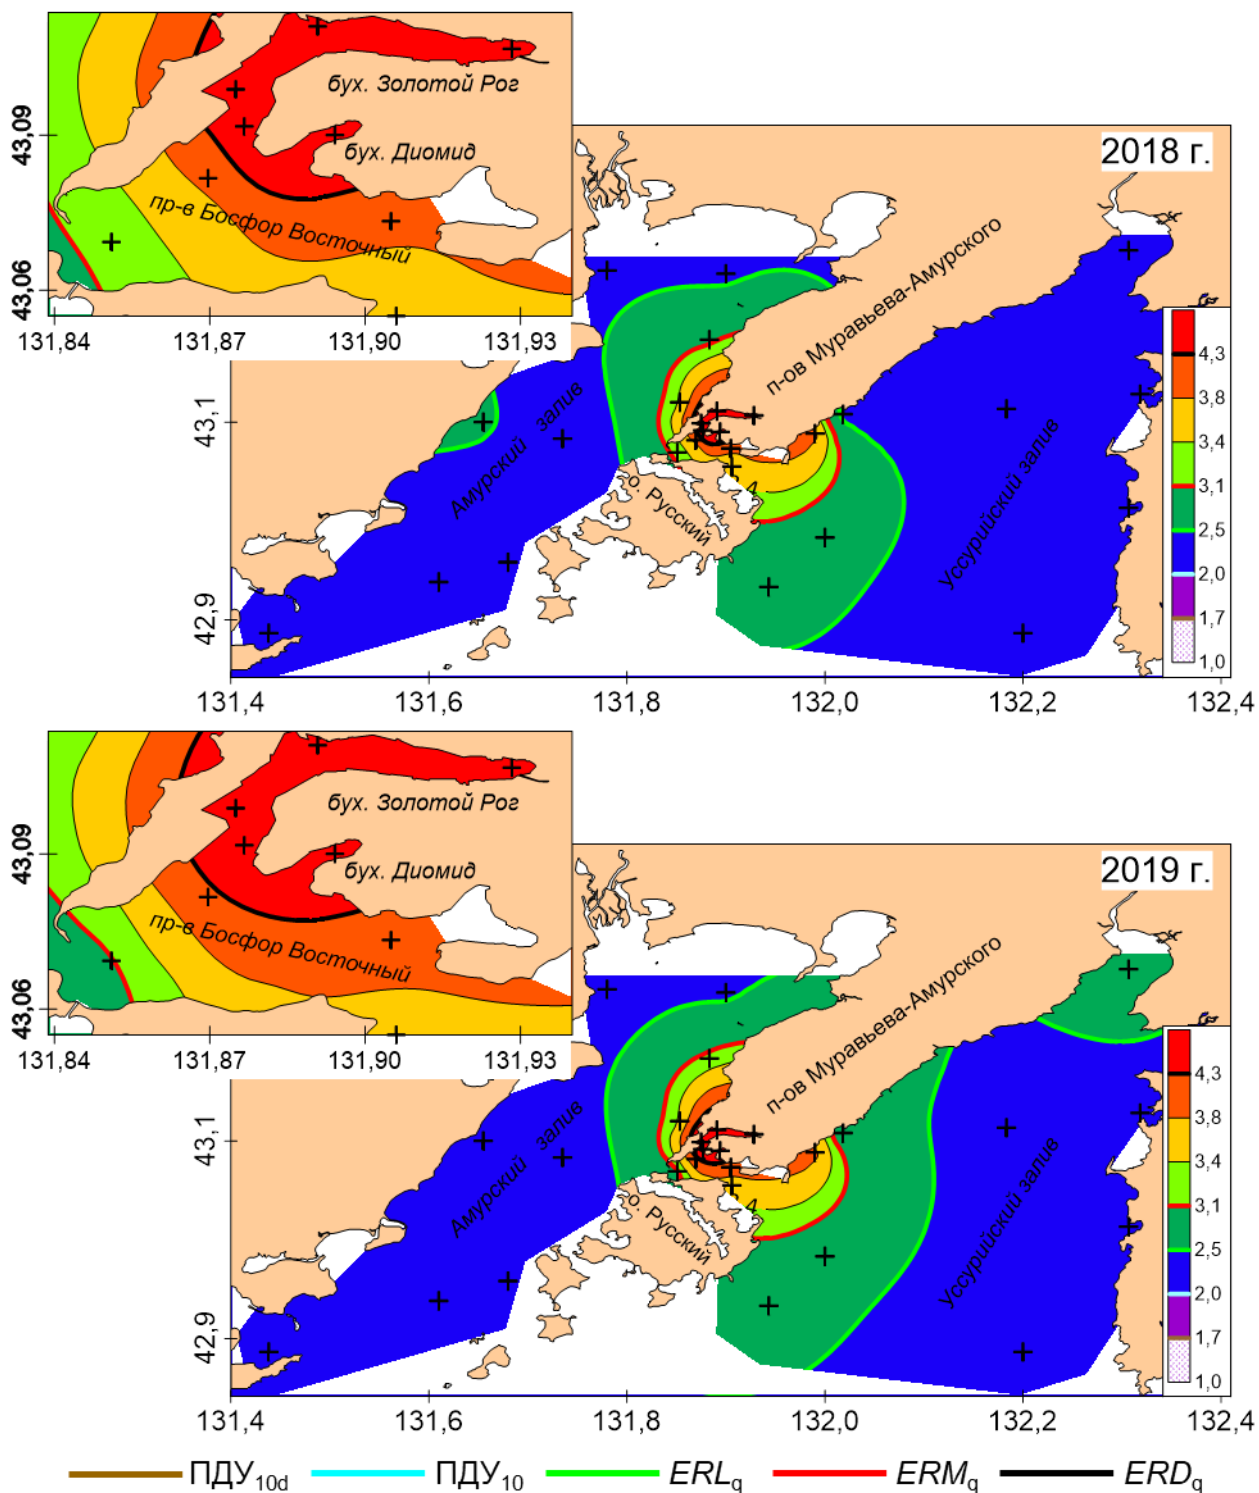 бух. Золотой Рог
бух. Диомид
пр-в Босфор Восточный
43,09
43,06
131,84 131,87 131,90 131,93
2018 г.
п-ов Муравьева-Амурского
Амурский залив
Уссурийский залив
о. Русский
4
43,1
42,9
131,4 131,6 131,8 132,0 132,2 132,4
4,3
3,8
3,4
3,1
2,5
2,0
1,7
1,0
бух. Золотой Рог
бух. Диомид
пр-в Босфор Восточный
43,09
43,06
131,84 131,87 131,90 131,93
2019 г.
п-ов Муравьева-Амурского
Амурский залив
Уссурийский залив
о. Русский
4
43,1
42,9
131,4 131,6 131,8 132,0 132,2 132,4
4,3
3,8
3,4
3,1
2,5
2,0
1,7
1,0
ПДУ10d ПДУ10 ERLq ERMq ERDq